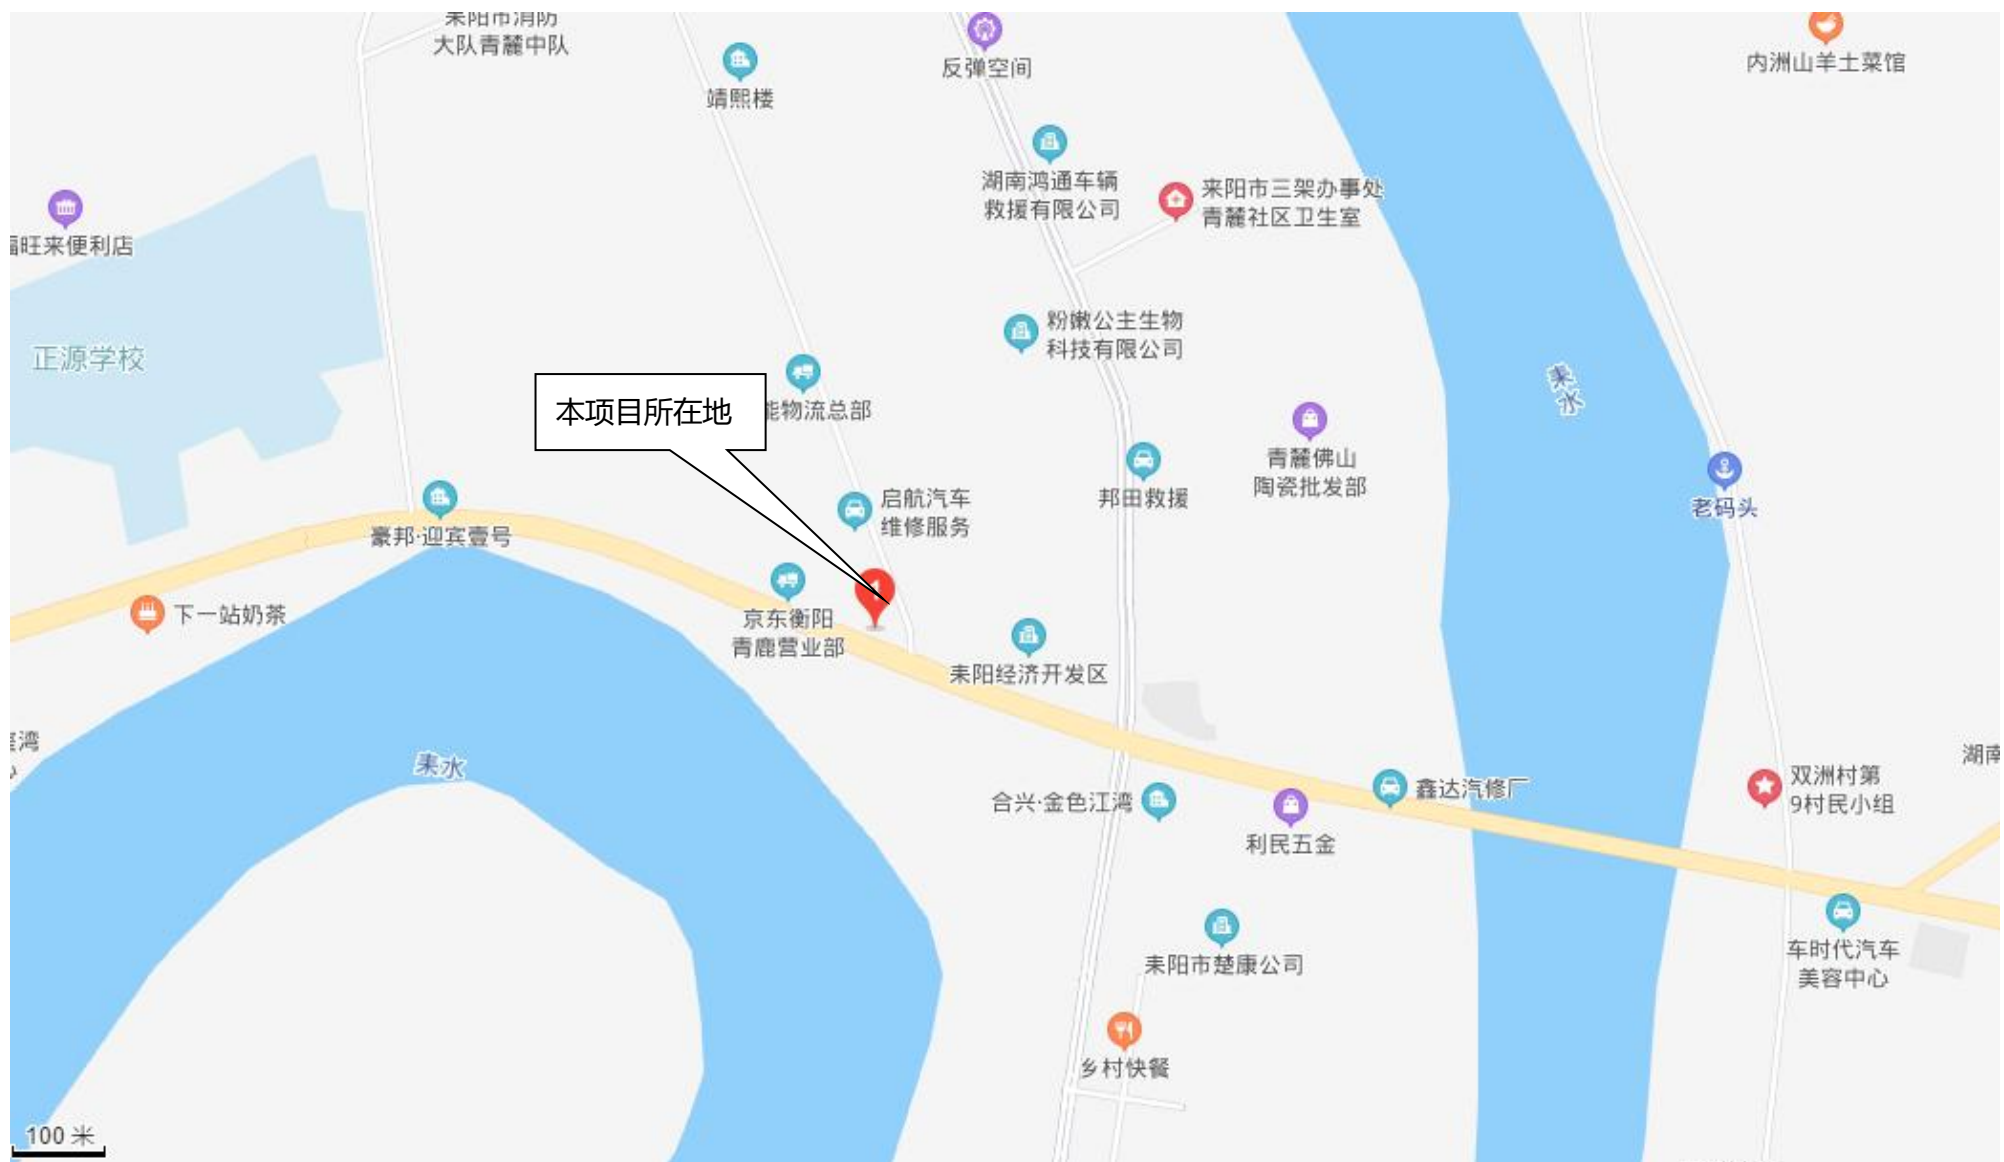 耒阳市消防
大队青麓中队
靖熙楼
反弹空间
内洲山羊土菜馆
湖南鸿通车辆
救援有限公司
来阳市三架办事处
青麓社区卫生室
旺来便利店
粉嫩公主生物
科技有限公司
正源学校
耒水
本项目所在地
能物流总部
青麓佛山
陶瓷批发部
邦田救援
老码头
启航汽车
维修服务
豪邦·迎宾壹号
下一站奶茶
京东衡阳
青鹿营业部
耒阳经济开发区
湾
耒水
湖南
双洲村第
9村民小组
合兴·金色江湾
鑫达汽修厂
利民五金
车时代汽车
美容中心
耒阳市楚康公司
乡村快餐
100 米